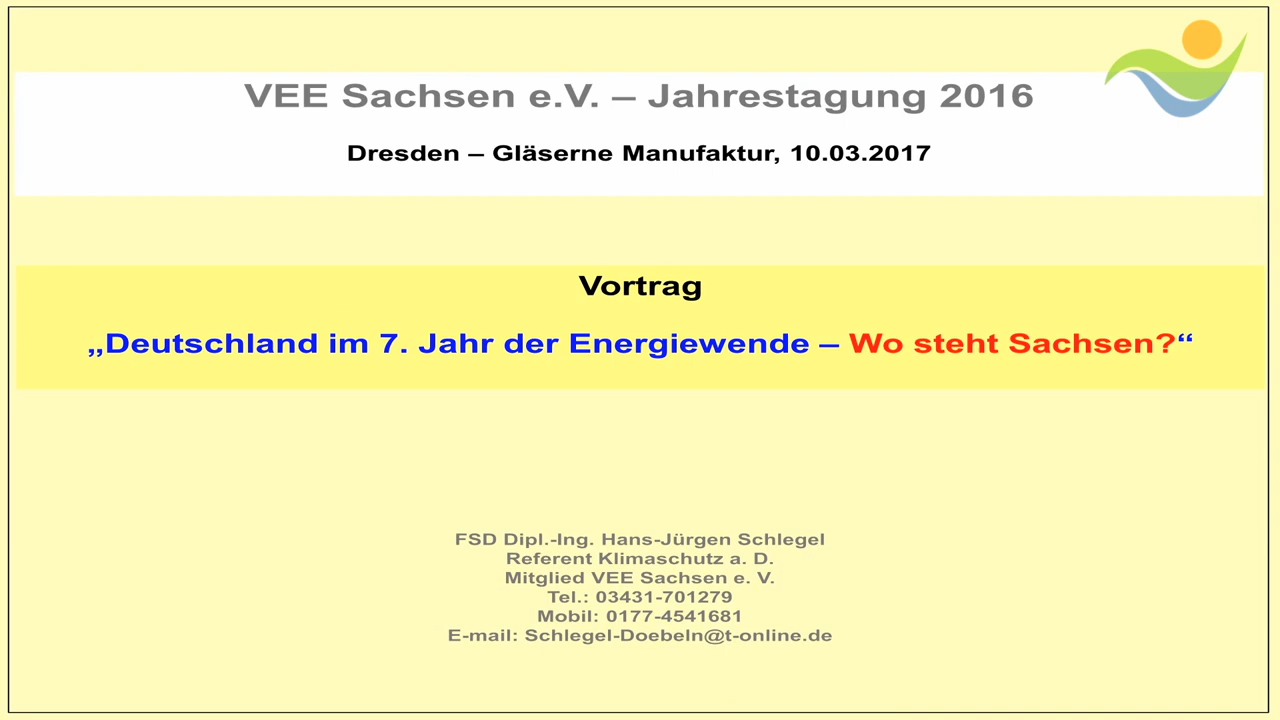 VEE Sachsen e.V. – Jahrestagung 2016
Dresden – Gläserne Manufaktur, 10.03.2017
Vortrag
„Deutschland im 7. Jahr der Energiewende – Wo steht Sachsen?“
FSD Dipl.-Ing. Hans-Jürgen Schlegel
Referent Klimaschutz a. D.
Mitglied VEE Sachsen e. V.
Tel.: 03431-701279
Mobil: 0177-4541681
E-mail: Schlegel-Doebeln@t-online.de